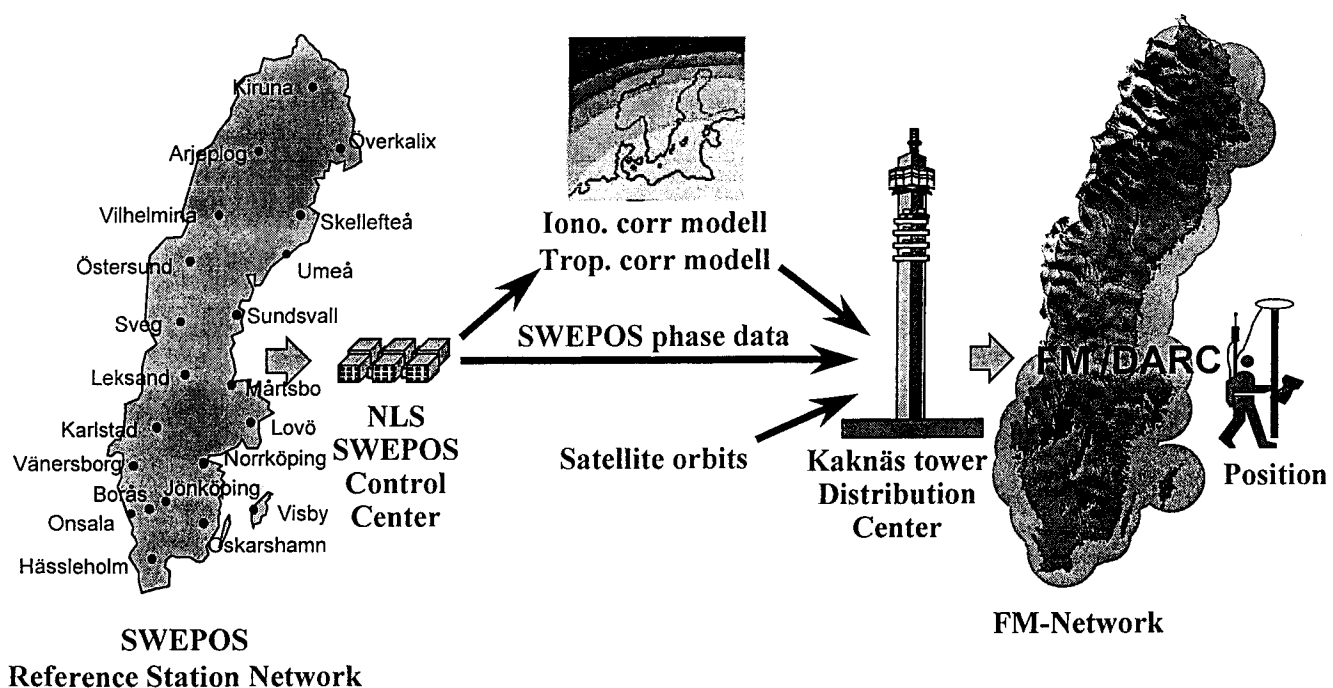 Kiruna
Arjeplog
Överkalix
Vilhelmina
Skellefteå
Östersund
Umeå
Sveg
Sundsvall
Leksand
Mårtsbo
Karlstad
Lovö
Vänersborg
Norrköping
Borås
Jönköping
Onsala
Visby
Oskarshamn
Hässleholm
SWEPOS
Reference Station Network
NLS
SWEPOS
Control
Center
Iono. corr modell
Trop. corr modell
SWEPOS phase data
Satellite orbits
Kaknäs tower
Distribution
Center
FM /DARC
Position
FM-Network